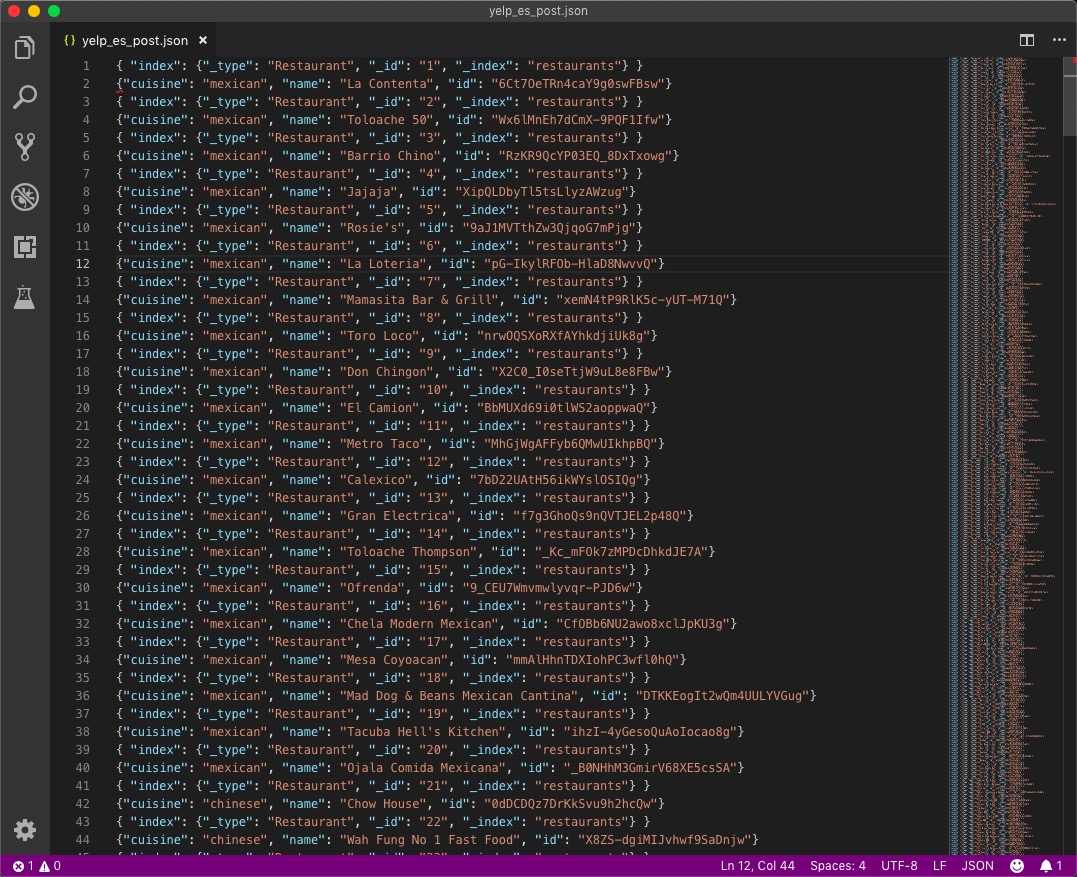 yelp_es_post.json
{} yelp_es_post.json ×
1 { "index": {"_type": "Restaurant", "_id": "1", "_index": "restaurants"} }
2 {"cuisine": "mexican", "name": "La Contenta", "id": "6Ct7OeTRn4caY9g0swFBsw"}
3 { "index": {"_type": "Restaurant", "_id": "2", "_index": "restaurants"} }
4 {"cuisine": "mexican", "name": "Toloache 50", "id": "Wx6lMnEh7dCmX-9PQF1Ifw"}
5 { "index": {"_type": "Restaurant", "_id": "3", "_index": "restaurants"} }
6 {"cuisine": "mexican", "name": "Barrio Chino", "id": "RzKR9QcYP03EQ_8DxTxowg"}
7 { "index": {"_type": "Restaurant", "_id": "4", "_index": "restaurants"} }
8 {"cuisine": "mexican", "name": "Jajaja", "id": "XipQLDbyTl5tsLlyzAWzug"}
9 { "index": {"_type": "Restaurant", "_id": "5", "_index": "restaurants"} }
10 {"cuisine": "mexican", "name": "Rosie's", "id": "9aJ1MVTthZw3QjqoG7mPjg"}
11 { "index": {"_type": "Restaurant", "_id": "6", "_index": "restaurants"} }
12 {"cuisine": "mexican", "name": "La Loteria", "id": "pG-IkylRFOb-HlaD8NwvvQ"}
13 { "index": {"_type": "Restaurant", "_id": "7", "_index": "restaurants"} }
14 {"cuisine": "mexican", "name": "Mamasita Bar & Grill", "id": "xemN4tP9RlK5c-yUT-M71Q"}
15 { "index": {"_type": "Restaurant", "_id": "8", "_index": "restaurants"} }
16 {"cuisine": "mexican", "name": "Toro Loco", "id": "nrwOQSXoRXfAYhkdjiUk8g"}
17 { "index": {"_type": "Restaurant", "_id": "9", "_index": "restaurants"} }
18 {"cuisine": "mexican", "name": "Don Chingon", "id": "X2C0_I0seTtjW9uL8e8FBw"}
19 { "index": {"_type": "Restaurant", "_id": "10", "_index": "restaurants"} }
20 {"cuisine": "mexican", "name": "El Camion", "id": "BbMUXd69i0tlWS2aoppwaQ"}
21 { "index": {"_type": "Restaurant", "_id": "11", "_index": "restaurants"} }
22 {"cuisine": "mexican", "name": "Metro Taco", "id": "MhGjWgAFFyb6QMwUIkhpBQ"}
23 { "index": {"_type": "Restaurant", "_id": "12", "_index": "restaurants"} }
24 {"cuisine": "mexican", "name": "Calexico", "id": "7bD22UAtH56ikWYslOSIQg"}
25 { "index": {"_type": "Restaurant", "_id": "13", "_index": "restaurants"} }
26 {"cuisine": "mexican", "name": "Gran Electrica", "id": "f7g3GhoQs9nQVTJEL2p48Q"}
27 { "index": {"_type": "Restaurant", "_id": "14", "_index": "restaurants"} }
28 {"cuisine": "mexican", "name": "Toloache Thompson", "id": "_Kc_mFOk7zMPDcDhkdJE7A"}
29 { "index": {"_type": "Restaurant", "_id": "15", "_index": "restaurants"} }
30 {"cuisine": "mexican", "name": "Ofrenda", "id": "9_CEU7Wmvmwlyvqr-PJD6w"}
31 { "index": {"_type": "Restaurant", "_id": "16", "_index": "restaurants"} }
32 {"cuisine": "mexican", "name": "Chela Modern Mexican", "id": "CfOBb6NU2awo8xclJpKU3g"}
33 { "index": {"_type": "Restaurant", "_id": "17", "_index": "restaurants"} }
34 {"cuisine": "mexican", "name": "Mesa Coyoacan", "id": "mmAlHhnTDXIohPC3wfl0hQ"}
35 { "index": {"_type": "Restaurant", "_id": "18", "_index": "restaurants"} }
36 {"cuisine": "mexican", "name": "Mad Dog & Beans Mexican Cantina", "id": "DTKKEogIt2wQm4UULYVGug"}
37 { "index": {"_type": "Restaurant", "_id": "19", "_index": "restaurants"} }
38 {"cuisine": "mexican", "name": "Tacuba Hell's Kitchen", "id": "ihzI-4yGesoQuAoIocao8g"}
39 { "index": {"_type": "Restaurant", "_id": "20", "_index": "restaurants"} }
40 {"cuisine": "mexican", "name": "Ojala Comida Mexicana", "id": "_B0NHhM3GmirV68XE5csSA"}
41 { "index": {"_type": "Restaurant", "_id": "21", "_index": "restaurants"} }
42 {"cuisine": "chinese", "name": "Chow House", "id": "0dDCDQz7DrKkSvu9h2hcQw"}
43 { "index": {"_type": "Restaurant", "_id": "22", "_index": "restaurants"} }
44 {"cuisine": "chinese", "name": "Wah Fung No 1 Fast Food", "id": "X8ZS-dgiMIJvhwf9SaDnjw"}
1 0 Ln 12, Col 44 Spaces: 4 UTF-8 LF JSON 1